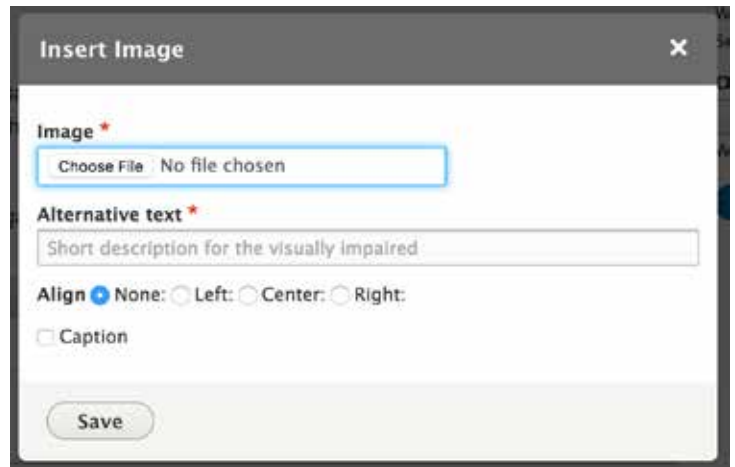 Insert Image ×
Image *
Choose File No file chosen
Alternative text *
Short description for the visually impaired
Align None: Left: Center: Right:
Caption
Save